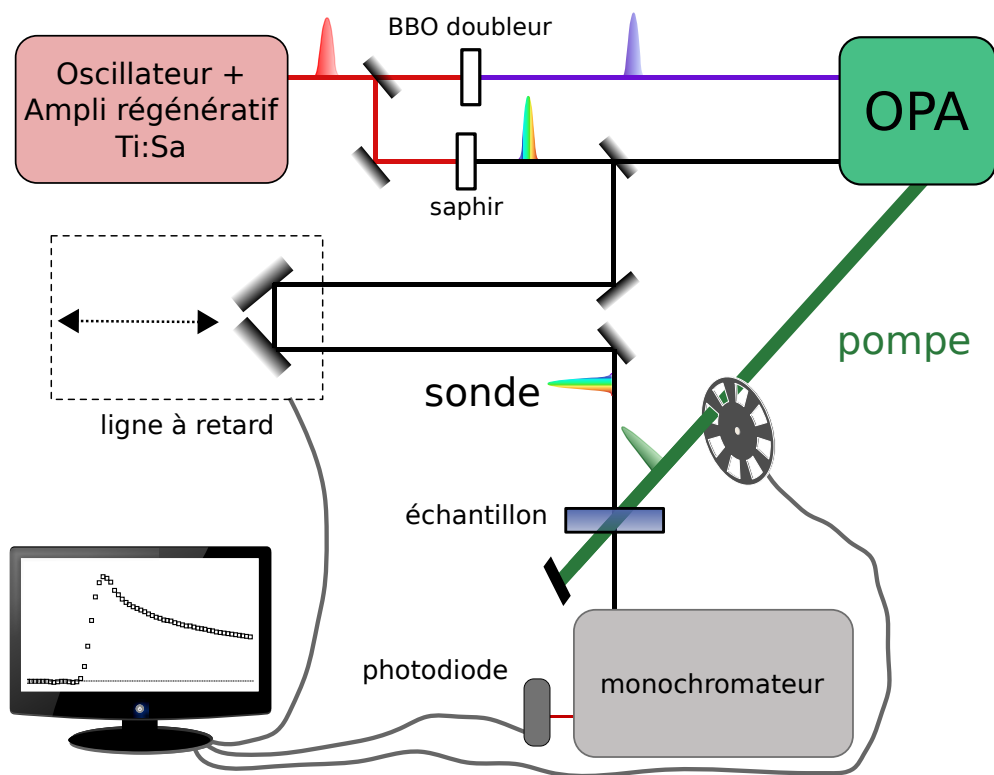 BBO doubleur
Oscillateur +
Ampli régénératif
Ti:Sa
OPA
saphir
pompe
sonde
ligne à retard
échantillon
photodiode
monochromateur